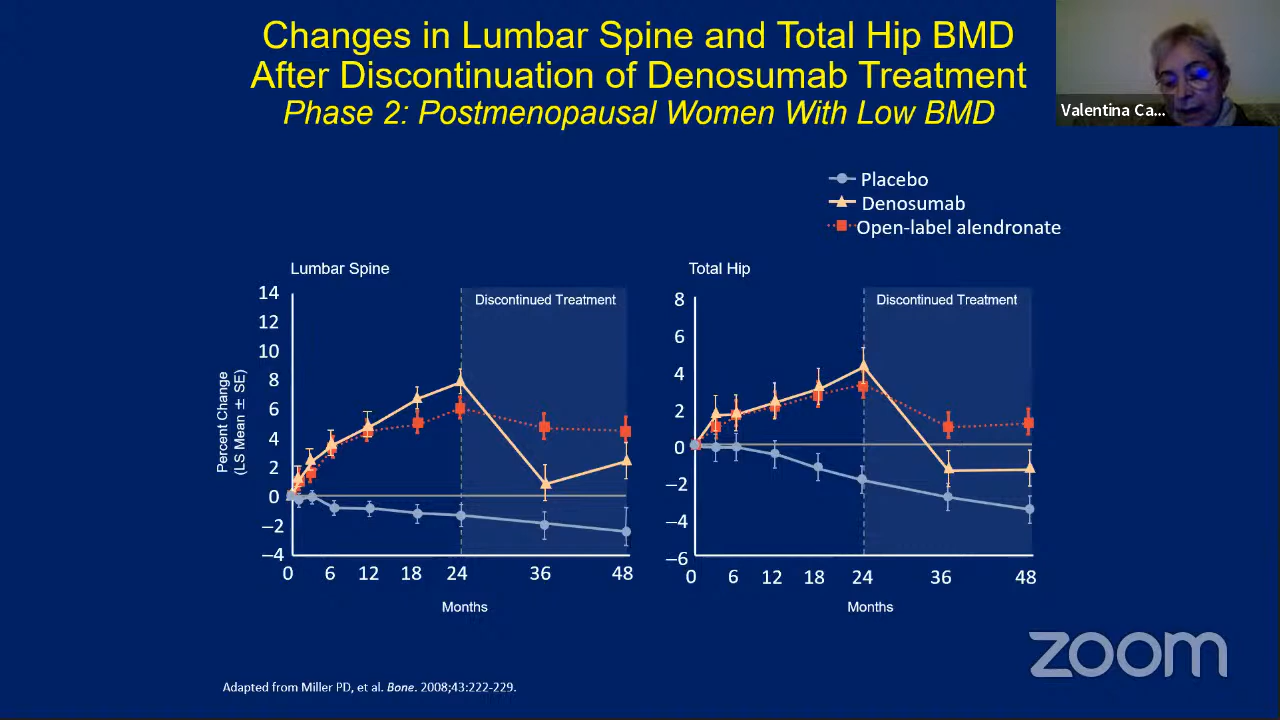 Changes in Lumbar Spine and Total Hip BMD
After Discontinuation of Denosumab Treatment
Phase 2: Postmenopausal Women With Low BMD
Valentina Ca...
Placebo
Denosumab
Open-label alendronate
Lumbar Spine
Percent Change
(LS Mean ± SE)
14
12
10
8
6
4
2
0
−2
−4
Discontinued Treatment
0 6 12 18 24 36 48
Months
Total Hip
8
6
4
2
0
−2
−4
−6
Discontinued Treatment
0 6 12 18 24 36 48
Months
zoom
Adapted from Miller PD, et al. Bone. 2008;43:222-229.